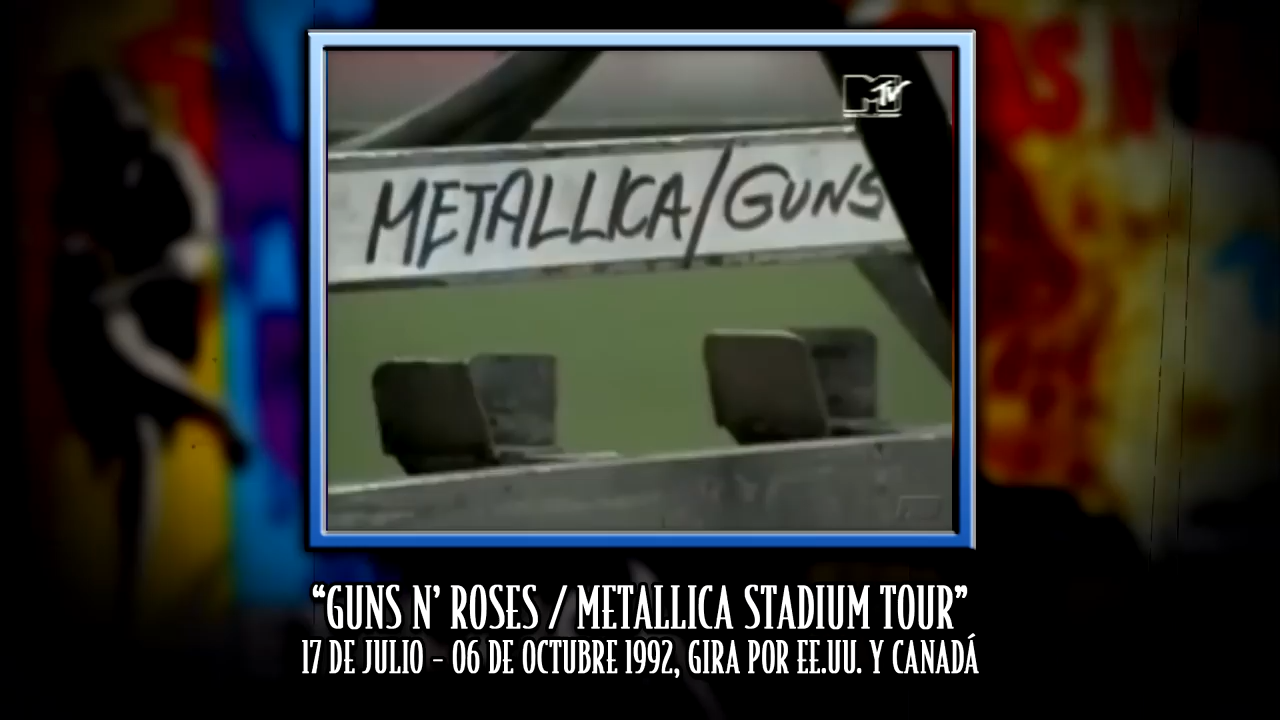 MTV
METALLICA/GUNS
“GUNS N’ ROSES / METALLICA STADIUM TOUR”
17 DE JULIO - 06 DE OCTUBRE 1992, GIRA POR EE.UU. Y CANADÁ